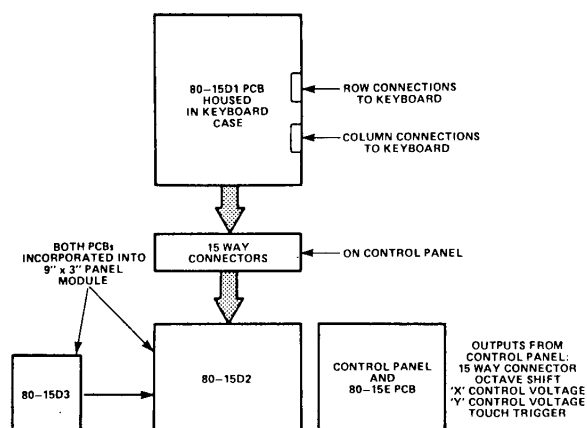 80-15D1 PCB
HOUSED
IN KEYBOARD
CASE
ROW CONNECTIONS
TO KEYBOARD
COLUMN CONNECTIONS
TO KEYBOARD
15 WAY
CONNECTORS
ON CONTROL PANEL
BOTH PCBs
INCORPORATED INTO
9" x 3" PANEL
MODULE
80-15D3
80-15D2
CONTROL PANEL
AND
80-15E PCB
OUTPUTS FROM
CONTROL PANEL:
15 WAY CONNECTOR
OCTAVE SHIFT
'X' CONTROL VOLTAGE
'Y' CONTROL VOLTAGE
TOUCH TRIGGER